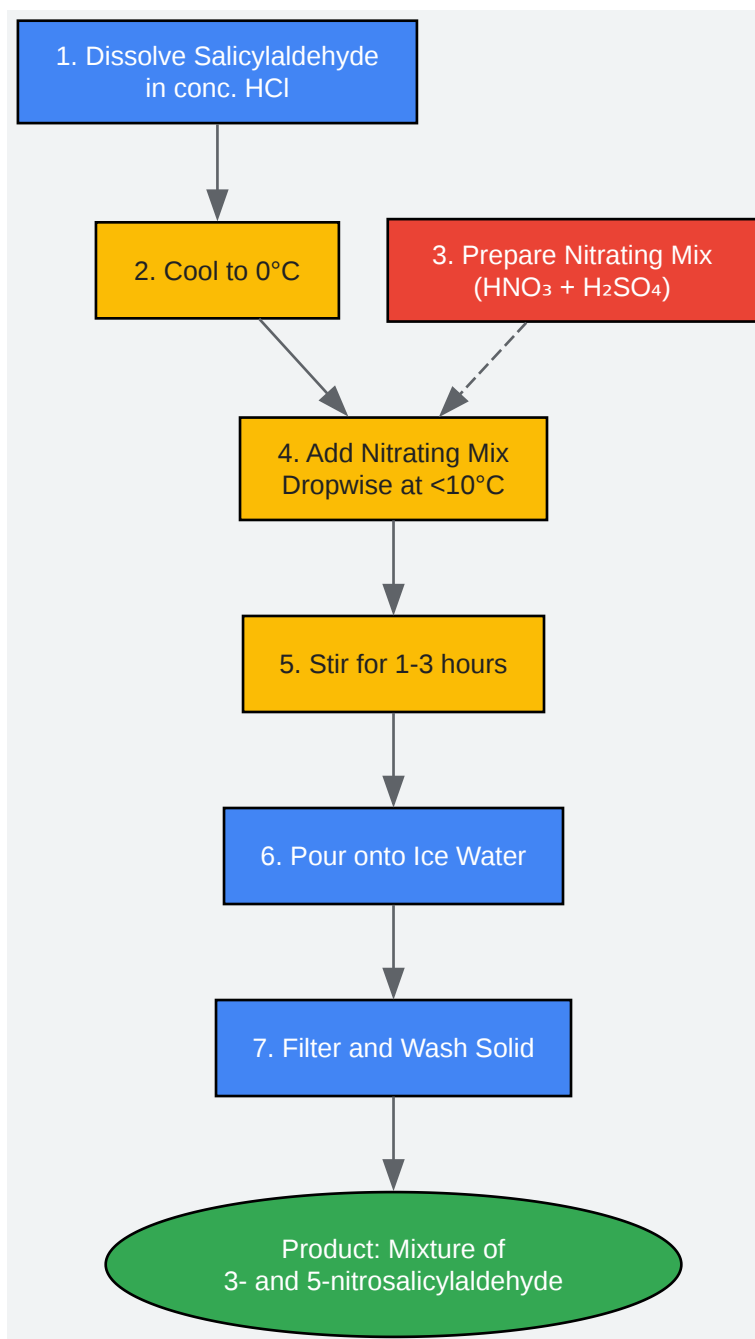 1. Dissolve Salicylaldehyde
in conc. HCl
2. Cool to 0°C
3. Prepare Nitrating Mix
(HNO₃ + H₂SO₄)
4. Add Nitrating Mix
Dropwise at <10°C
5. Stir for 1-3 hours
6. Pour onto Ice Water
7. Filter and Wash Solid
Product: Mixture of
3- and 5-nitrosalicylaldehyde